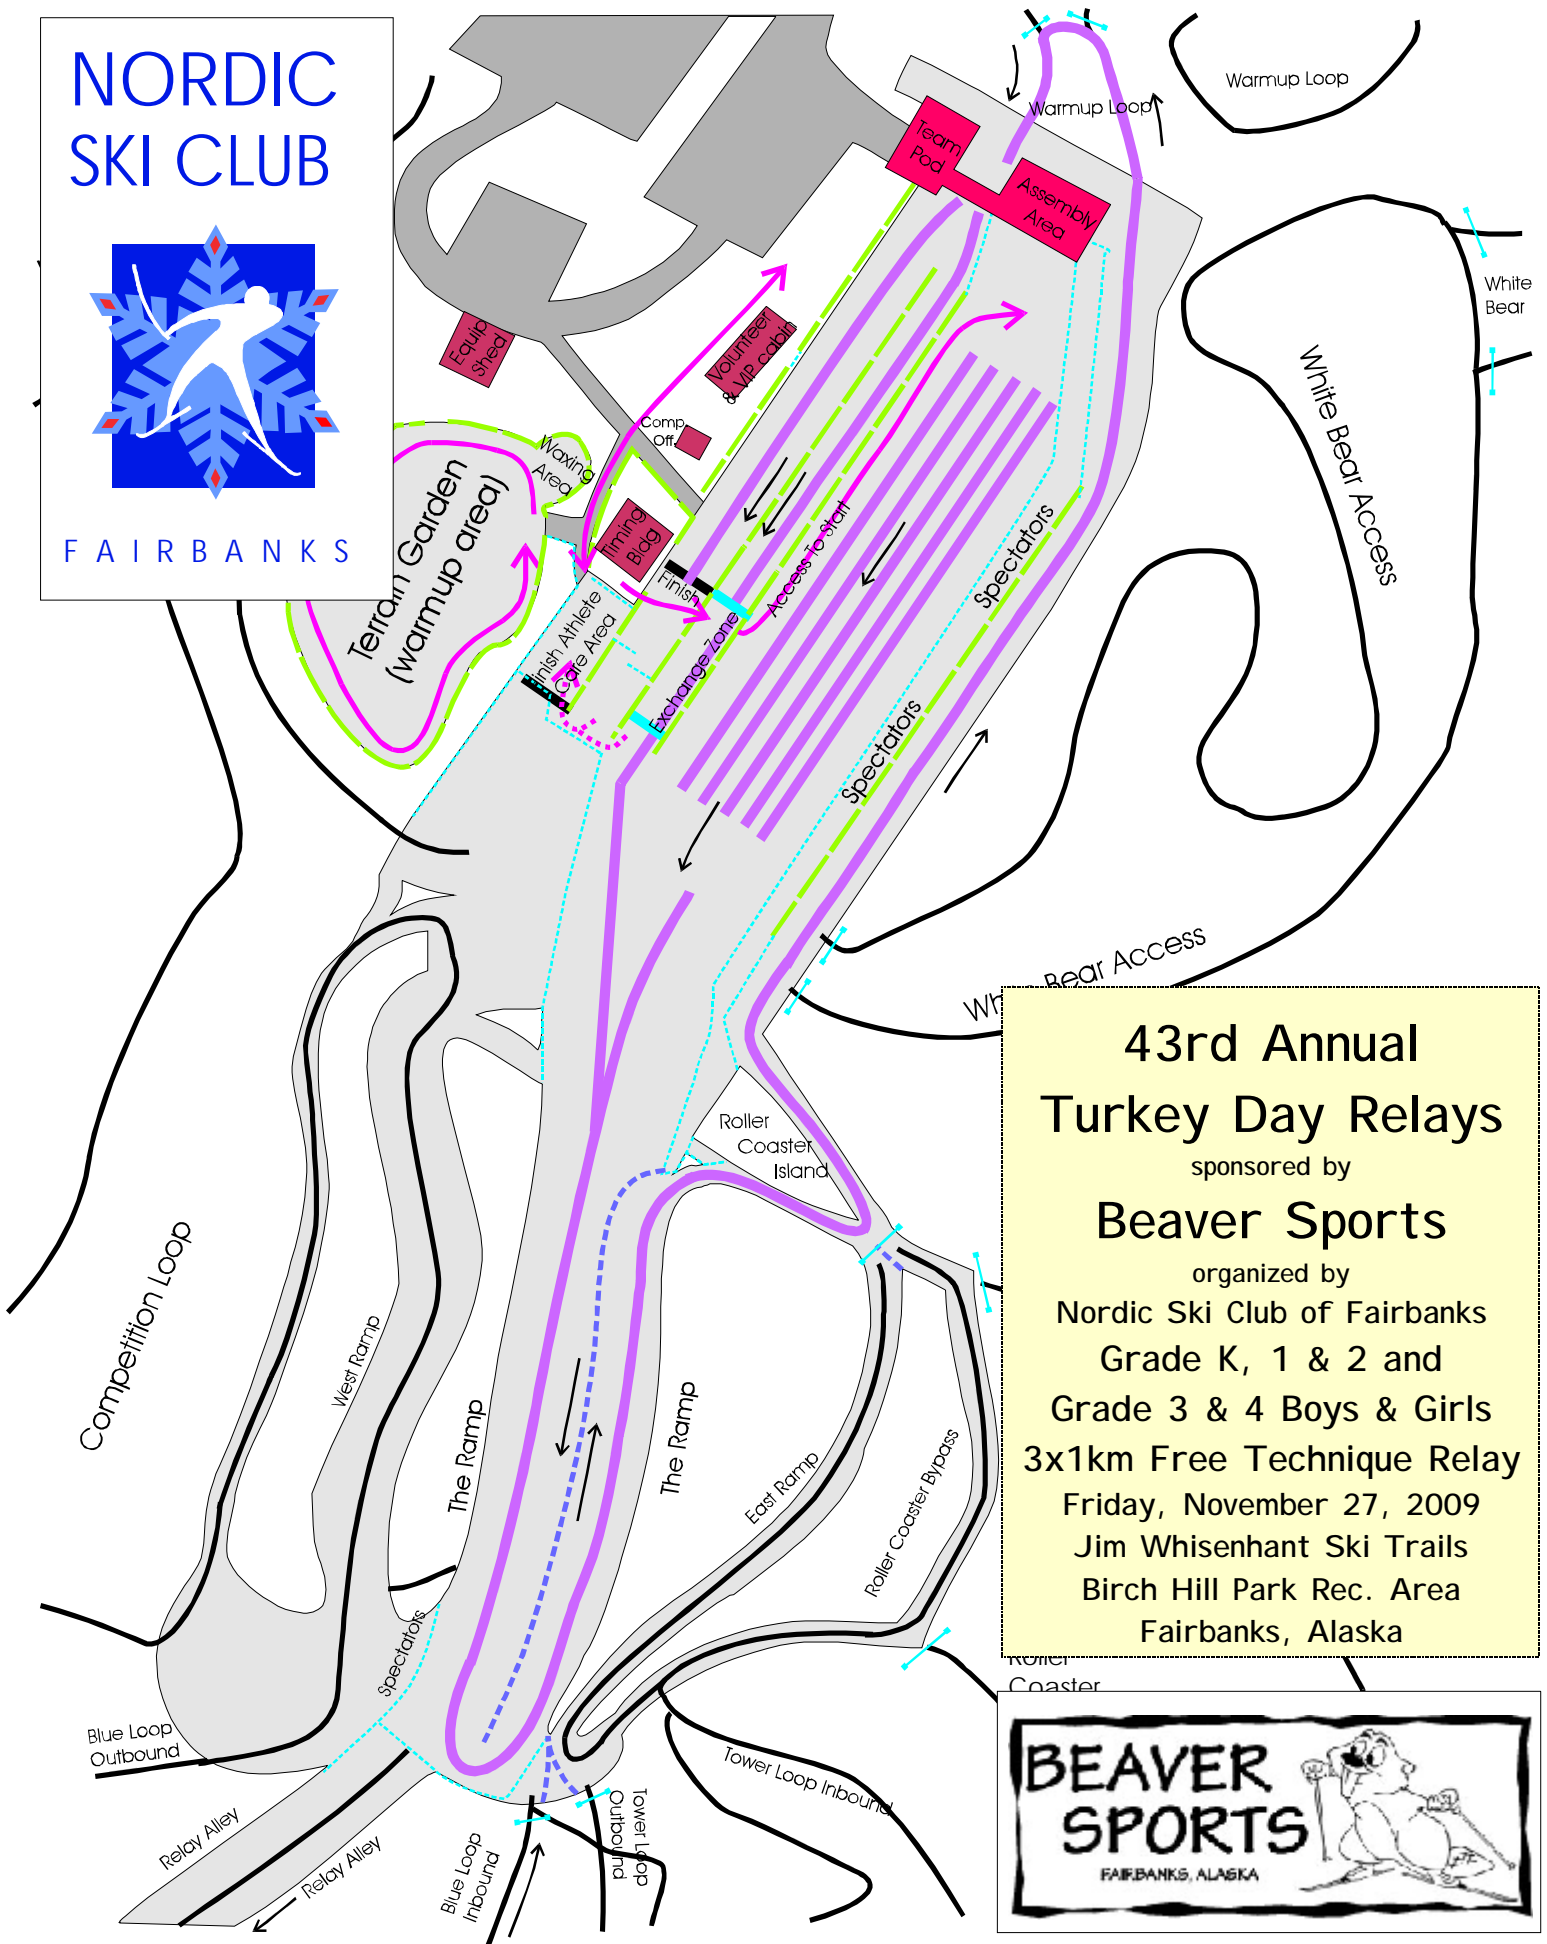 NORDIC
SKI CLUB
FAIRBANKS
Warmup Loop
Warmup Loop
Team
Pod
Assembly
Area
White
Bear
White Bear Access
Equip
Shed
Volunteer
& VIP cabin
Comp.
Off.
Waxing
Area
Terrain Garden
(warmup area)
Timing
Bldg
Finish
Access To Start
Spectators
Finish Athlete
Care Area
Exchange Zone
Spectators
Bear Access
Roller
Coaster
Island
Competition Loop
West Ramp
The Ramp
The Ramp
East Ramp
Roller Coaster Bypass
Spectators
Blue Loop
Outbound
Relay Alley
Relay Alley
Blue Loop
Inbound
Tower Loop
Outbound
Tower Loop Inbound
Roller
Coaster
43rd Annual
Turkey Day Relays
sponsored by
Beaver Sports
organized by
Nordic Ski Club of Fairbanks
Grade K, 1 & 2 and
Grade 3 & 4 Boys & Girls
3x1km Free Technique Relay
Friday, November 27, 2009
Jim Whisenhant Ski Trails
Birch Hill Park Rec. Area
Fairbanks, Alaska
BEAVER
SPORTS
FAIRBANKS, ALASKA